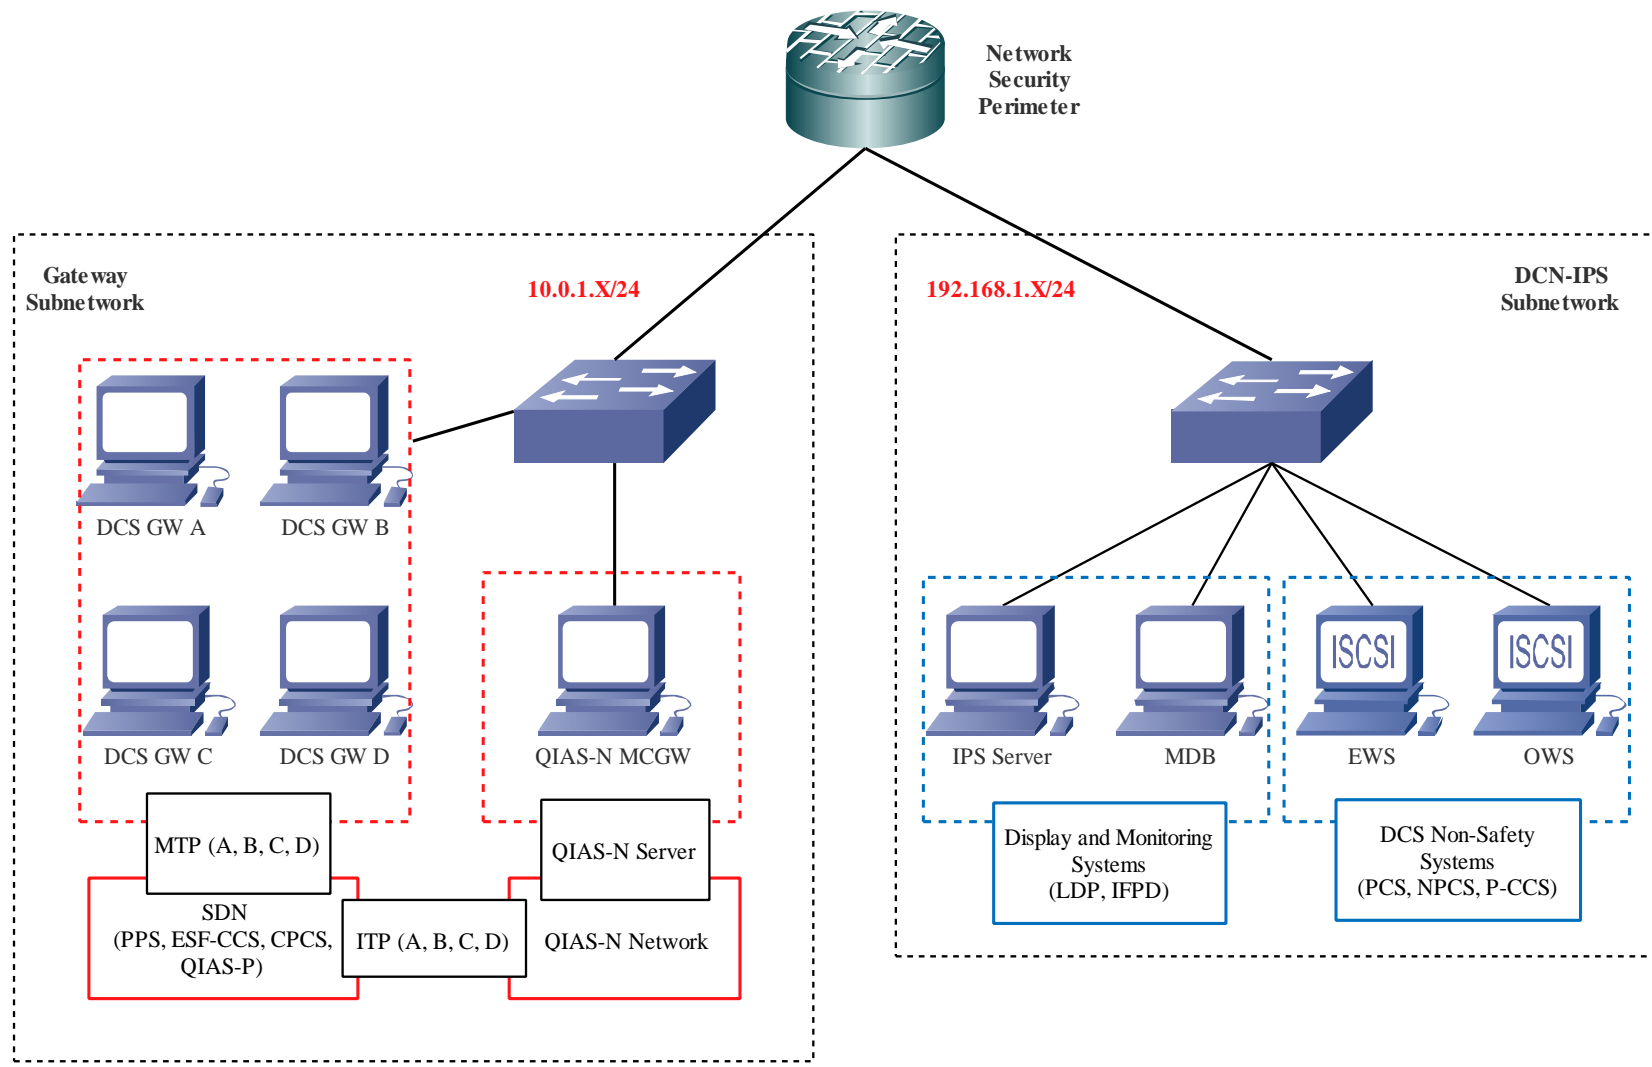 Network
Security
Perimeter
Gateway
Subnetwork
10.0.1.X/24
192.168.1.X/24
DCN-IPS
Subnetwork
DCS GW A
DCS GW B
DCS GW C
DCS GW D
QIAS-N MCGW
ISCSI
ISCSI
IPS Server
MDB
EWS
OWS
MTP (A, B, C, D)
QIAS-N Server
SDN
(PPS, ESF-CCS, CPCS,
QIAS-P)
ITP (A, B, C, D)
QIAS-N Network
Display and Monitoring
Systems
(LDP, IFPD)
DCS Non-Safety
Systems
(PCS, NPCS, P-CCS)